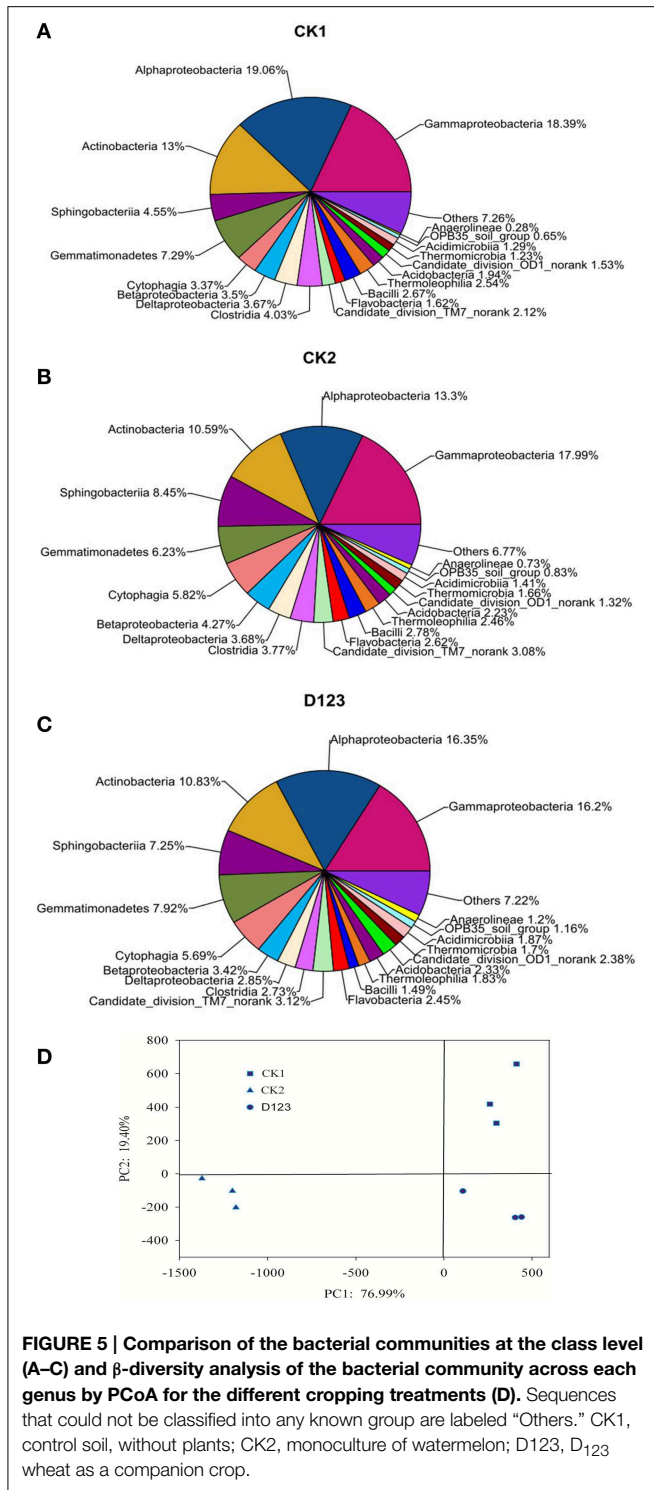 A
CK1
Alphaproteobacteria 19.06%
Gammaproteobacteria 18.39%
Actinobacteria 13%
Sphingobacteriia 4.55%
Gemmatimonadetes 7.29%
Cytophagia 3.37%
Betaproteobacteria 3.5%
Deltaproteobacteria 3.67%
Clostridia 4.03%
Others 7.26%
Anaerolineae 0.28%
OPB35_soil_group 0.65%
Acidimicrobiia 1.29%
Thermomicrobia 1.23%
Candidate_division_OD1_norank 1.53%
Acidobacteria 1.94%
Thermoleophilia 2.54%
Bacilli 2.67%
Flavobacteria 1.62%
Candidate_division_TM7_norank 2.12%
B
CK2
Alphaproteobacteria 13.3%
Actinobacteria 10.59%
Gammaproteobacteria 17.99%
Sphingobacteriia 8.45%
Gemmatimonadetes 6.23%
Cytophagia 5.82%
Betaproteobacteria 4.27%
Deltaproteobacteria 3.68%
Clostridia 3.77%
Others 6.77%
Anaerolineae 0.73%
OPB35_soil_group 0.83%
Acidimicrobiia 1.41%
Thermomicrobia 1.66%
Candidate_division_OD1_norank 1.32%
Acidobacteria 2.23%
Thermoleophilia 2.46%
Bacilli 2.78%
Flavobacteria 2.62%
Candidate_division_TM7_norank 3.08%
C
D123
Alphaproteobacteria 16.35%
Actinobacteria 10.83%
Gammaproteobacteria 16.2%
Sphingobacteriia 7.25%
Gemmatimonadetes 7.92%
Cytophagia 5.69%
Betaproteobacteria 3.42%
Deltaproteobacteria 2.85%
Clostridia 2.73%
Candidate_division_TM7_norank 3.12%
Others 7.22%
Anaerolineae 1.2%
OPB35_soil_group 1.16%
Acidimicrobiia 1.87%
Thermomicrobia 1.7%
Candidate_division_OD1_norank 2.38%
Acidobacteria 2.33%
Thermoleophilia 1.83%
Bacilli 1.49%
Flavobacteria 2.45%
D
800
600
400
200
0
-200
-400
PC2: 19.40%
CK1
CK2
D123
-1500 -1000 -500 0 500
PC1: 76.99%
FIGURE 5 | Comparison of the bacterial communities at the class level
(A–C) and β-diversity analysis of the bacterial community across each
genus by PCoA for the different cropping treatments (D). Sequences
that could not be classified into any known group are labeled “Others.” CK1,
control soil, without plants; CK2, monoculture of watermelon; D123, D123
wheat as a companion crop.